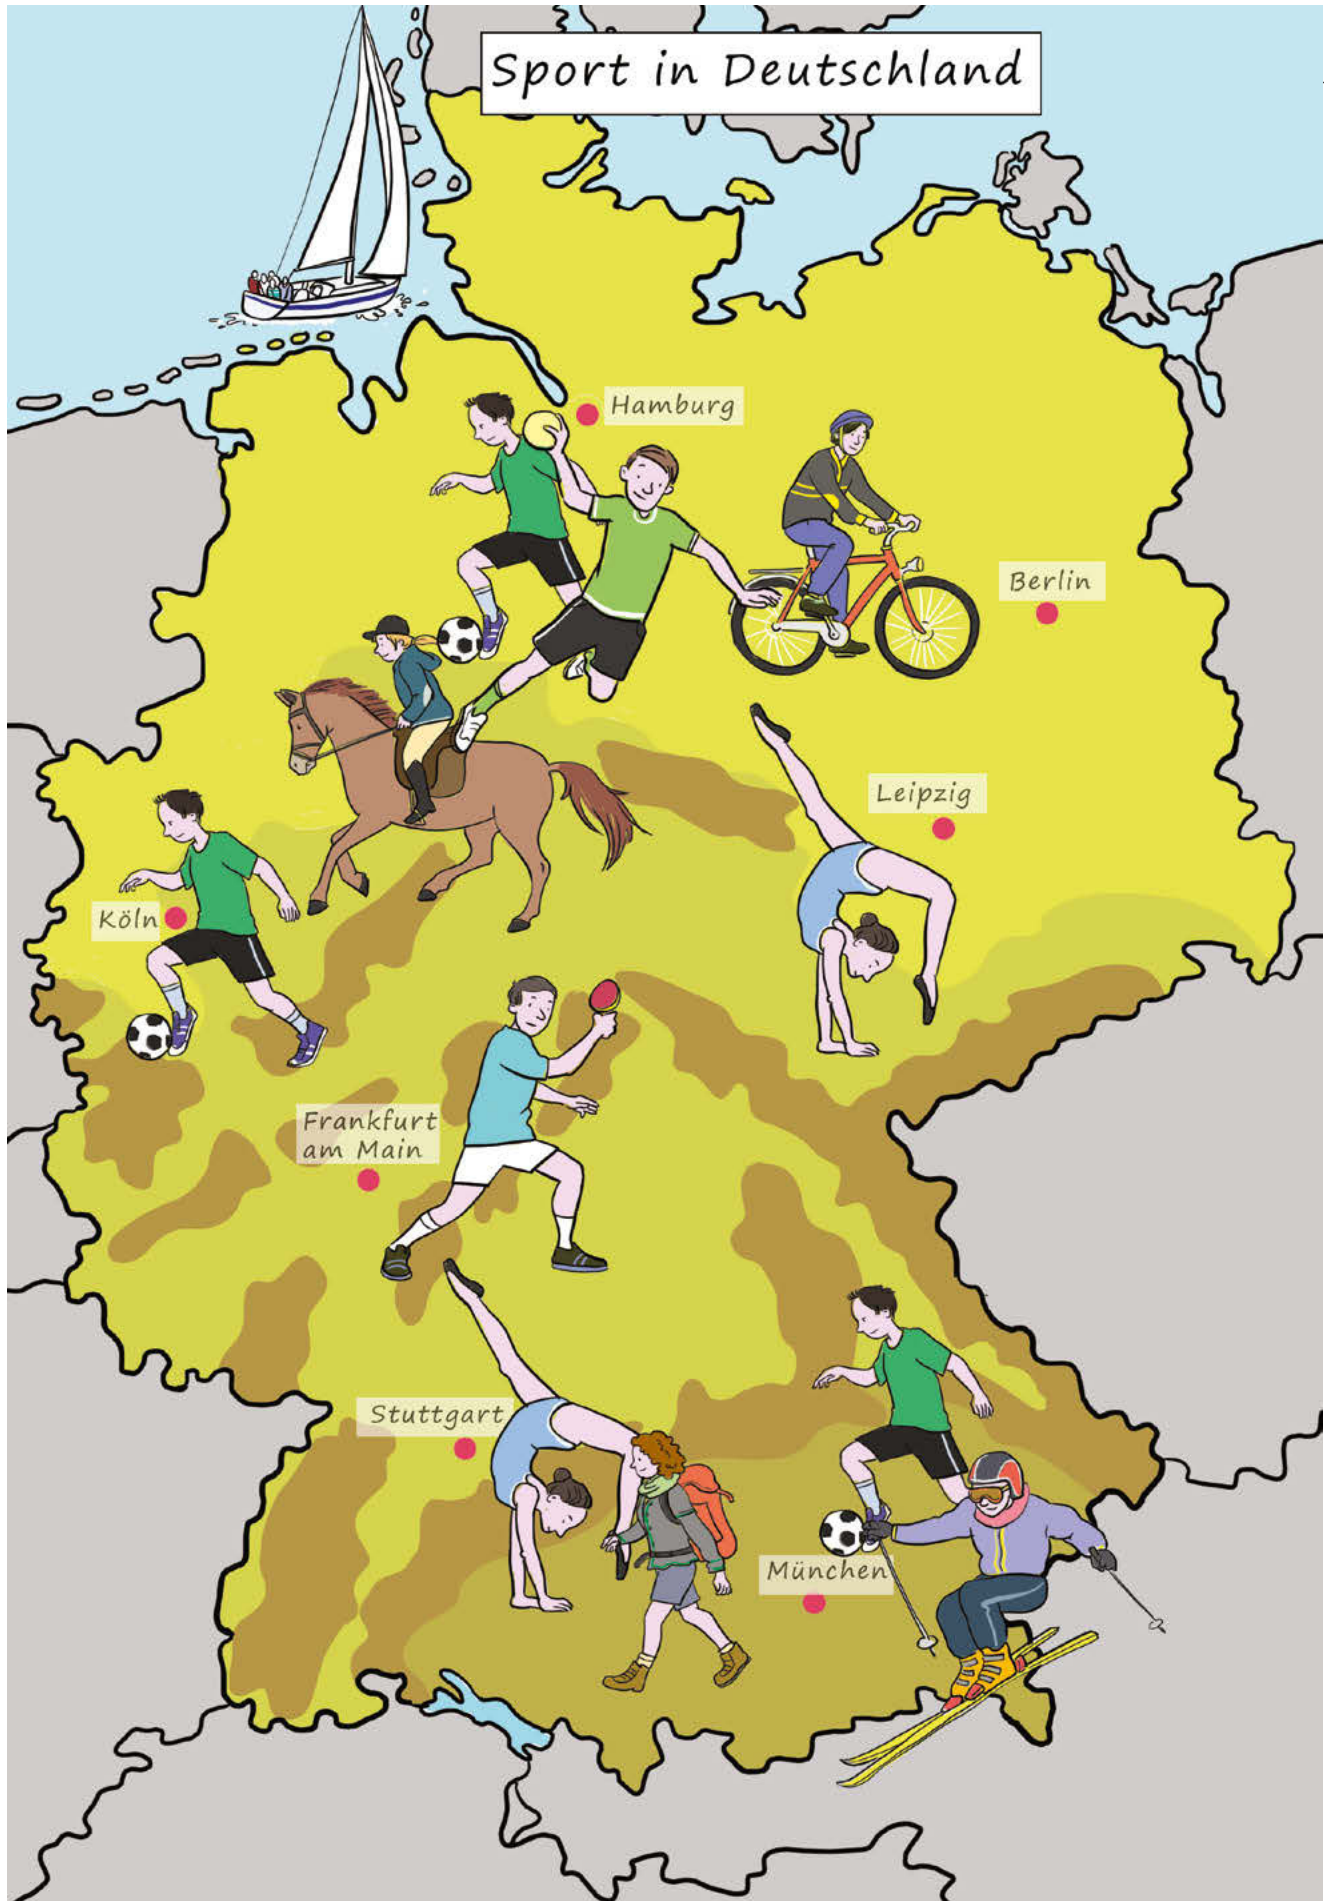 Sport in Deutschland
Hamburg
Berlin
Leipzig
Köln
Frankfurt
am Main
Stuttgart
München